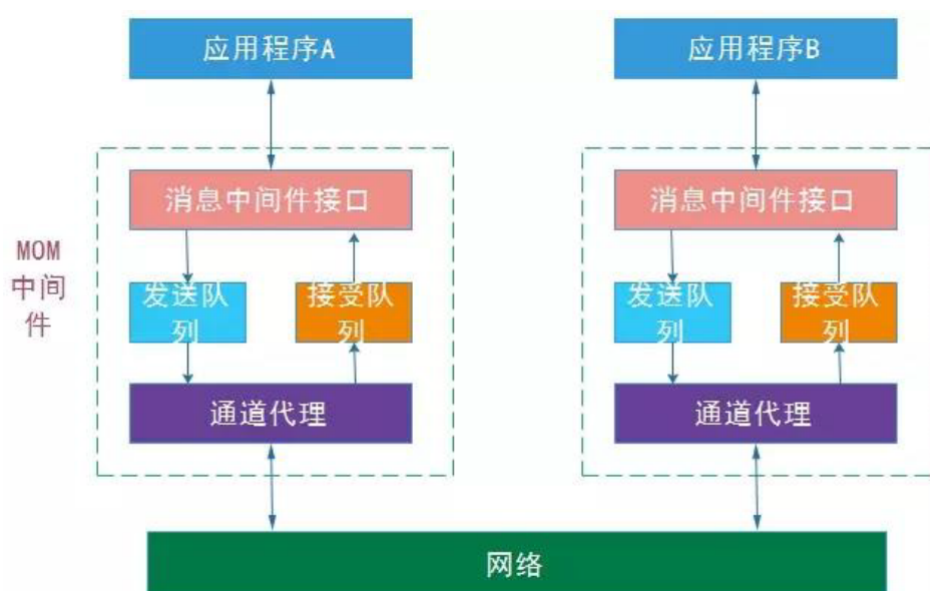 应用程序A
应用程序B
消息中间件接口
消息中间件接口
MOM
中间
件
发送队
列
接受队
列
发送队
列
接受队
列
通道代理
通道代理
网络